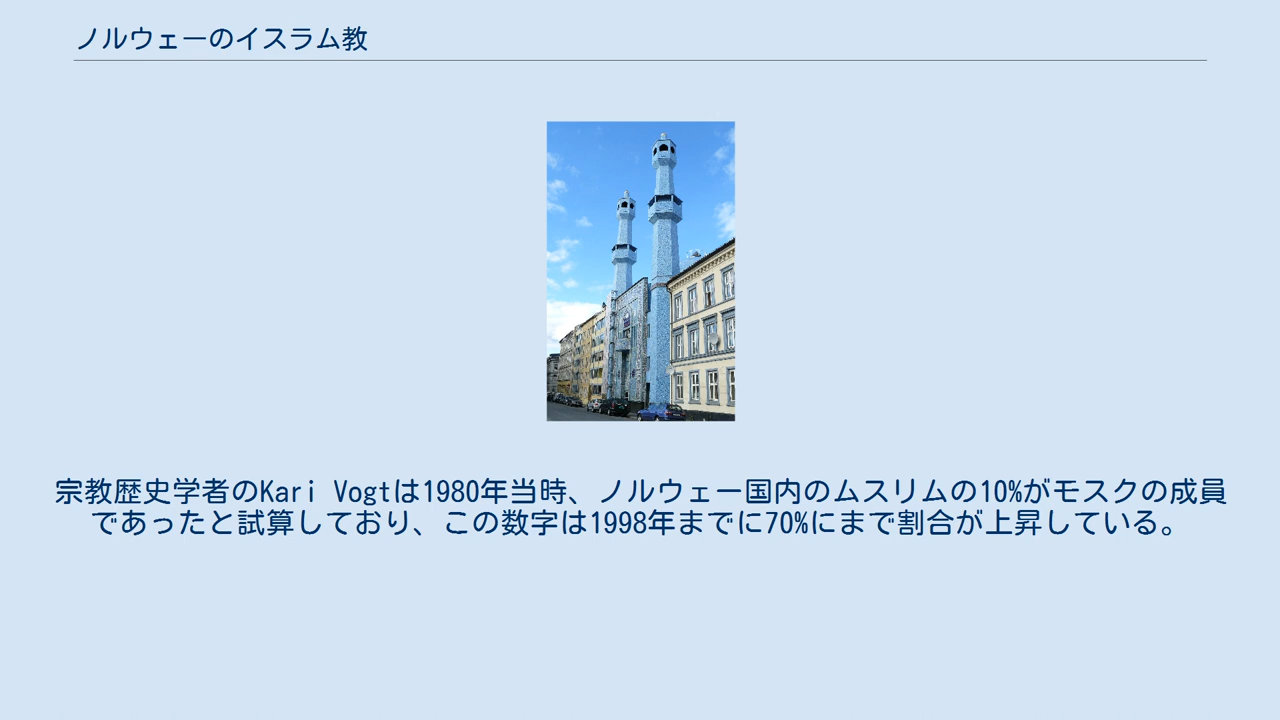 ノルウェーのイスラム教
宗教歴史学者のKari Vogtは1980年当時、ノルウェー国内のムスリムの10%がモスクの成員
であったと試算しており、この数字は1998年までに70%にまで割合が上昇している。